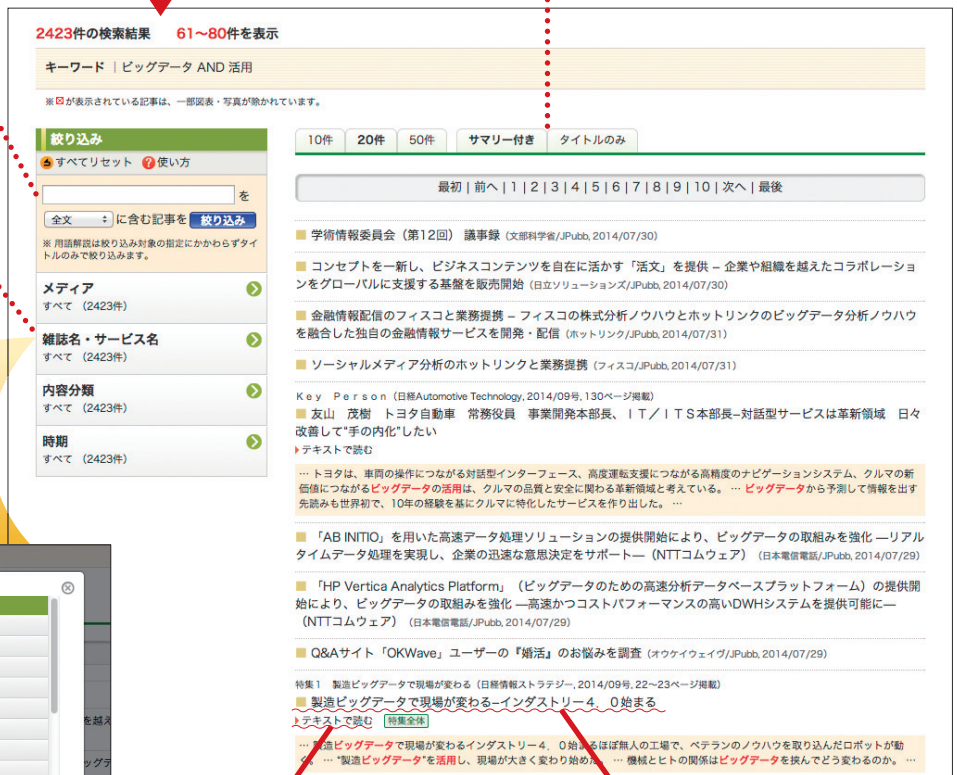 2423件の検索結果 61〜80件を表示
キーワード | ビッグデータ AND 活用
※☒が表示されている記事は、一部図表・写真が除かれています。
絞り込み
すべてリセット ?使い方
を
全文 に含む記事を 絞り込み
※ 用語解説は絞り込み対象の指定にかかわらずタイ
トルのみで絞り込みます。
メディア
すべて （2423件）
雑誌名・サービス名
すべて （2423件）
内容分類
すべて （2423件）
時期
すべて （2423件）
10件 20件 50件 サマリー付き タイトルのみ
最初 | 前へ | 1 | 2 | 3 | 4 | 5 | 6 | 7 | 8 | 9 | 10 | 次へ | 最後
学術情報委員会（第12回） 議事録（文部科学省/JPubb, 2014/07/30）
コンセプトを一新し、ビジネスコンテンツを自在に活かす「活文」を提供 – 企業や組織を越えたコラボレーショ
ンをグローバルに支援する基盤を販売開始（日立ソリューションズ/JPubb, 2014/07/30）
金融情報配信のフィスコと業務提携 – フィスコの株式分析ノウハウとホットリンクのビッグデータ分析ノウハウ
を融合した独自の金融情報サービスを開発・配信（ホットリンク/JPubb, 2014/07/31）
ソーシャルメディア分析のホットリンクと業務提携（フィスコ/JPubb, 2014/07/31）
Ｋｅｙ Ｐｅｒｓｏｎ（日経Automotive Technology, 2014/09号, 130ページ掲載）
友山 茂樹 トヨタ自動車 常務役員 事業開発本部長、ＩＴ／ＩＴＳ本部長–対話型サービスは革新領域 日々
改善して"手の内化"したい
テキストで読む
… トヨタは、車両の操作につながる対話型インターフェース、高度運転支援につながる高精度のナビゲーションシステム、クルマの新
価値につながるビッグデータの活用は、クルマの品質と安全に関わる革新領域と考えている。 … ビッグデータから予測して情報を出す
先読みも世界初で、10年の経験を基にクルマに特化したサービスを作り出した。 …
「AB INITIO」を用いた高速データ処理ソリューションの提供開始により、ビッグデータの取組みを強化 ―リアル
タイムデータ処理を実現し、企業の迅速な意思決定をサポート―（NTTコムウェア）（日本電信電話/JPubb, 2014/07/29）
「HP Vertica Analytics Platform」（ビッグデータのための高速分析データベースプラットフォーム）の提供開
始により、ビッグデータの取組みを強化 ―高速かつコストパフォーマンスの高いDWHシステムを提供可能に―
（NTTコムウェア）（日本電信電話/JPubb, 2014/07/29）
Q&Aサイト「OKWave」ユーザーの『婚活』のお悩みを調査（オウケイウェイヴ/JPubb, 2014/07/29）
特集1 製造ビッグデータで現場が変わる（日経情報ストラテジー, 2014/09号, 22〜23ページ掲載）
製造ビッグデータで現場が変わる–インダストリー４．０始まる
テキストで読む 特集全体
… 製造ビッグデータで現場が変わるインダストリー４．０始まるほぼ無人の工場で、ベテランのノウハウを取り込んだロボットが動
く。 … "製造ビッグデータ"を活用し、現場が大きく変わり始めた。 … 機械とヒトの関係はビッグデータを挟んでどう変わるのか。 …
を越え
ッグデ